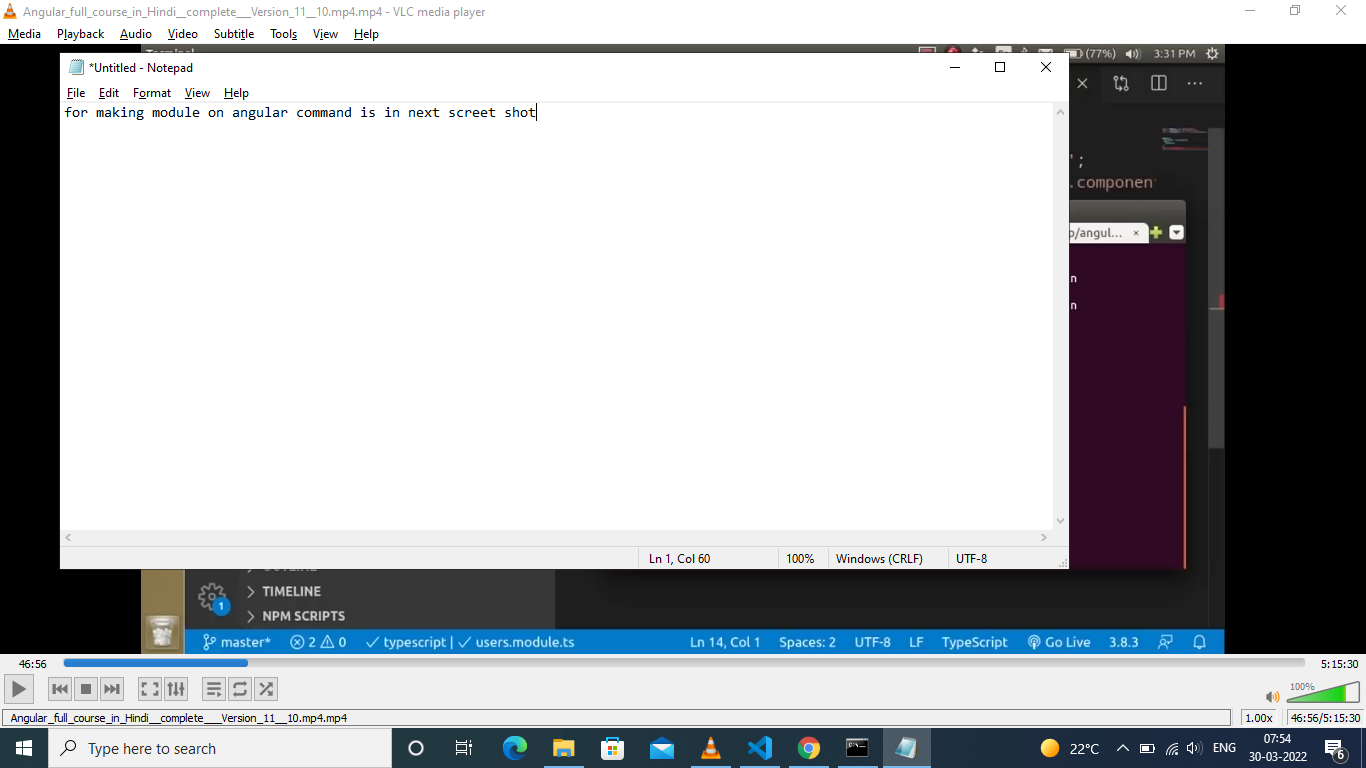 Angular_full_course_in_Hindi__complete___Version_11__10.mp4.mp4 - VLC media player
Media Playback Audio Video Subtitle Tools View Help
(77%) 3:31 PM
*Untitled - Notepad
File Edit Format View Help
for making module on angular command is in next screet shot
';
.componen
p/angul... ×
n
n
Ln 1, Col 60 100% Windows (CRLF) UTF-8
TIMELINE
1
NPM SCRIPTS
master* 2 0 typescript | users.module.ts Ln 14, Col 1 Spaces: 2 UTF-8 LF TypeScript Go Live 3.8.3
46:56 5:15:30
100%
Angular_full_course_in_Hindi__complete___Version_11__10.mp4.mp4 1.00x 46:56/5:15:30
Type here to search 22°C ENG 07:54
30-03-2022 6